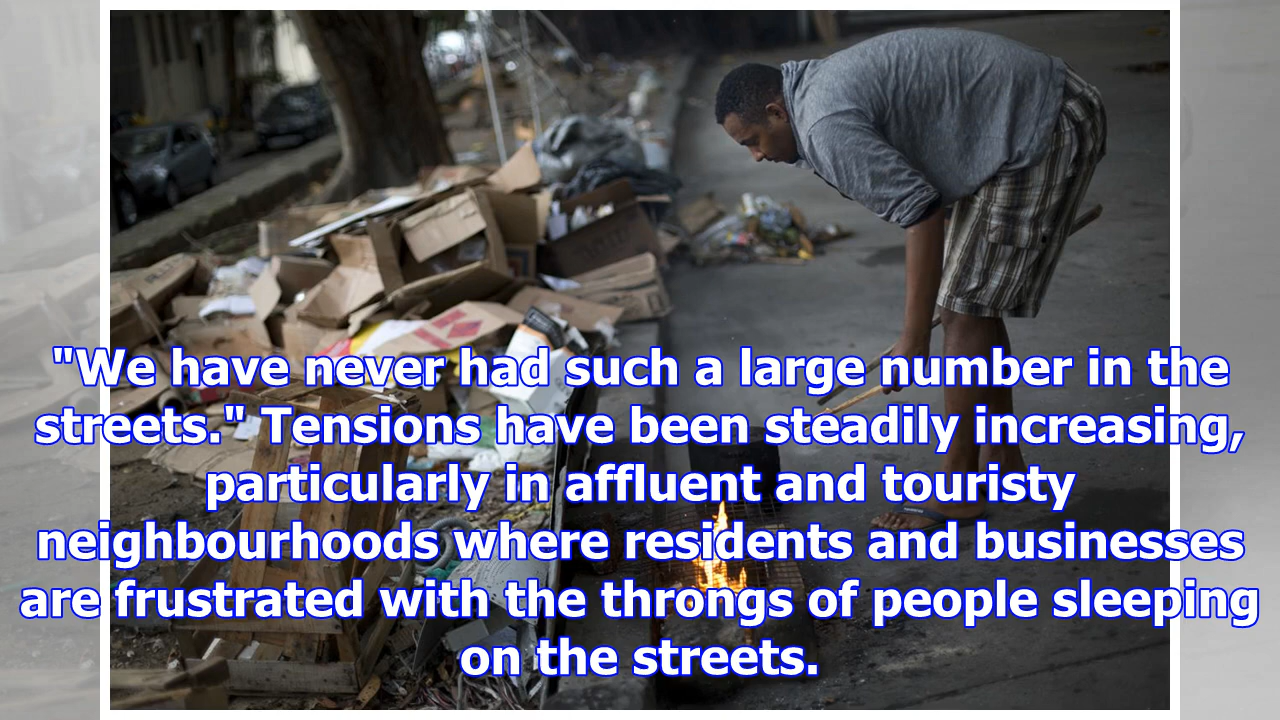 "We have never had such a large number in the
streets." Tensions have been steadily increasing,
particularly in affluent and touristy
neighbourhoods where residents and businesses
are frustrated with the throngs of people sleeping
on the streets.